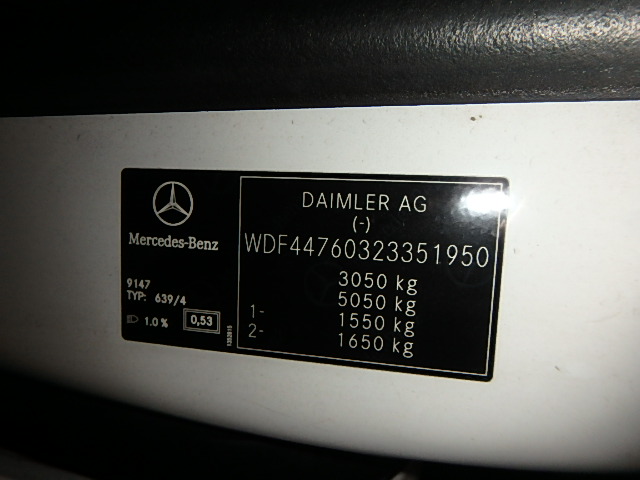 Mercedes-Benz
9147
TYP: 639/4
1.0 %
0,53
1352615
DAIMLER AG
(-)
WDF44760323351950
3050 kg
5050 kg
1- 1550 kg
2- 1650 kg